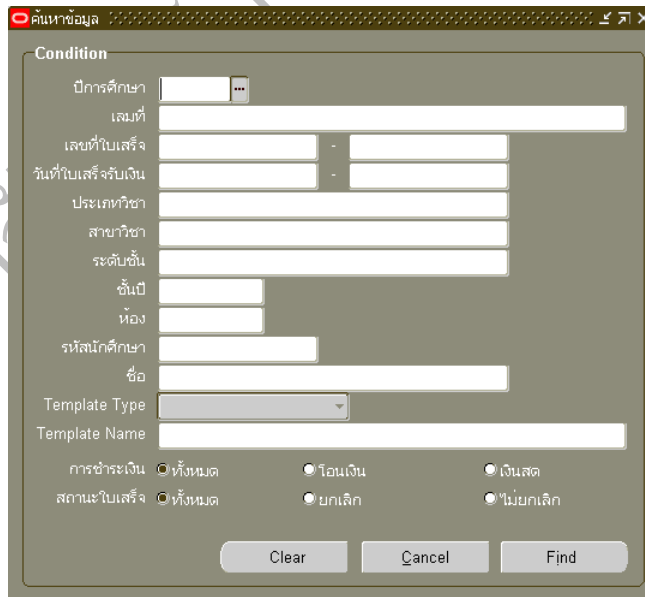 ค้นหาข้อมูล
Condition
ปีการศึกษา ...
เลมที่
เลขที่ใบเสร็จ -
วันที่ใบเสร็จรับเงิน -
ประเภทวิชา
สาขาวิชา
ระดับชั้น
ชั้นปี
ห้อง
รหัสนักศึกษา
ชื่อ
Template Type
Template Name
การชำระเงิน ทั้งหมด โอนเงิน เงินสด
สถานะใบเสร็จ ทั้งหมด ยกเลิก ไม่ยกเลิก
Clear Cancel Find